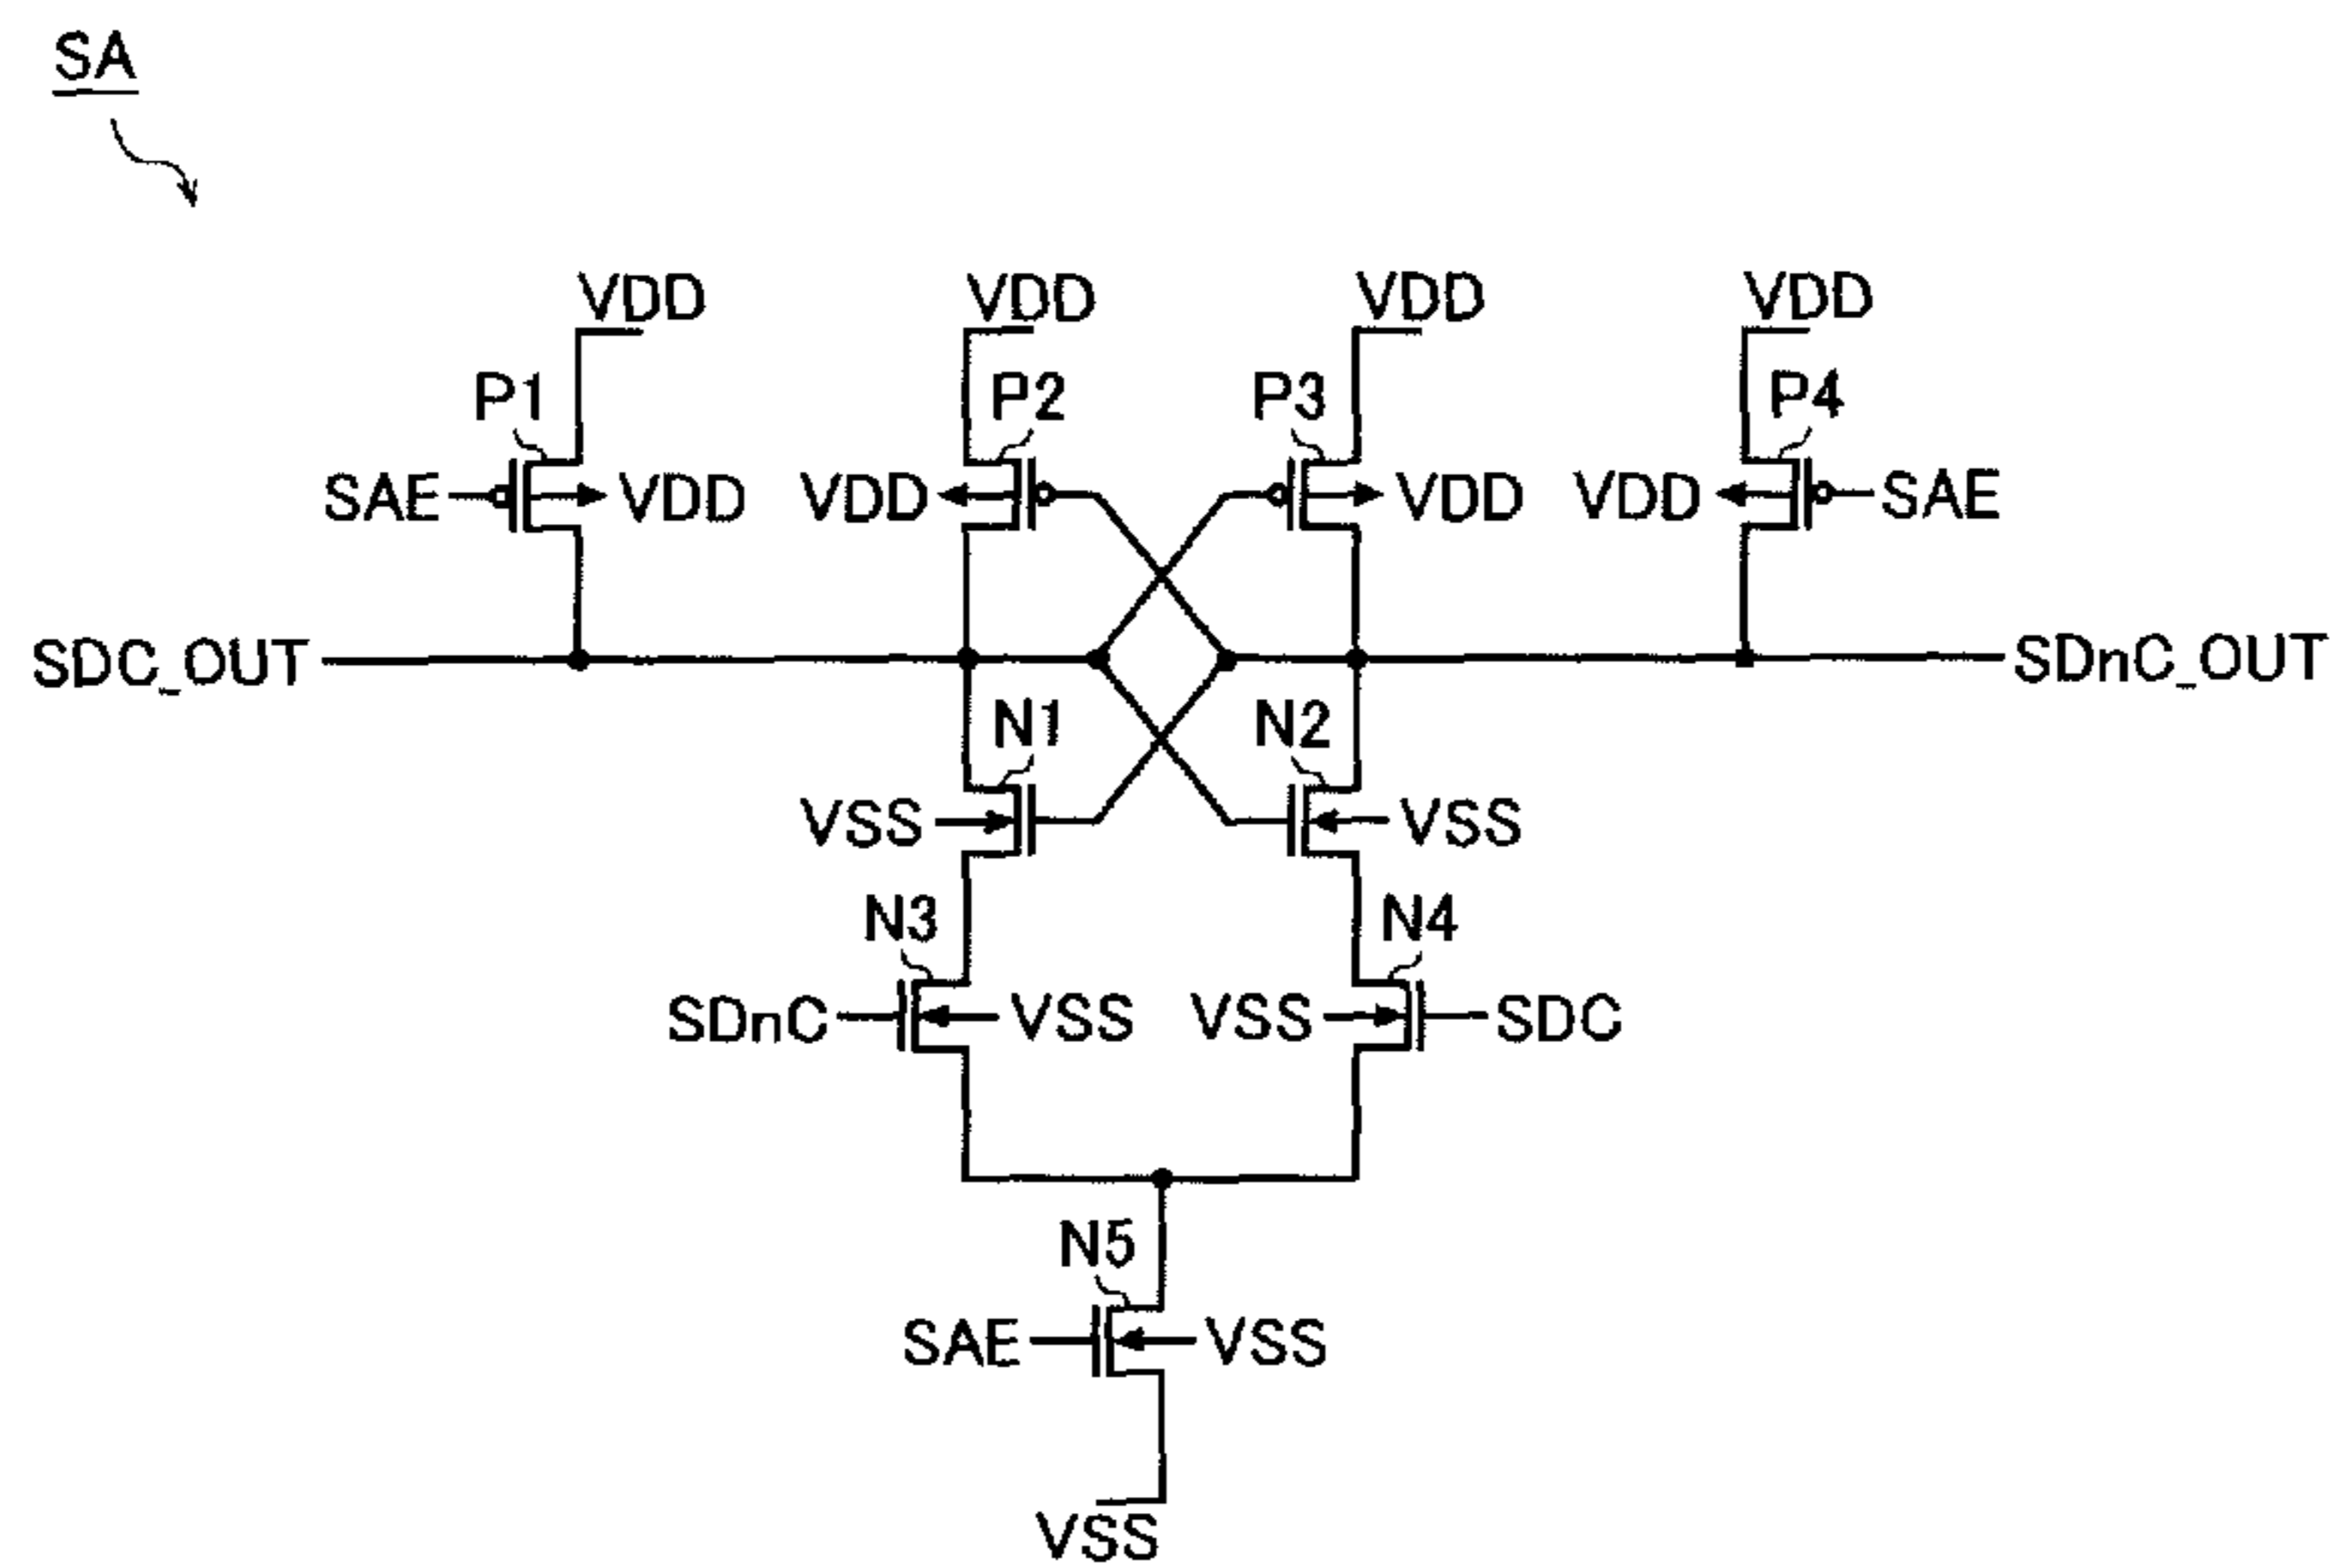 SA
VDD VDD VDD VDD
P1 P2 P3 P4
SAE VDD VDD VDD VDD SAE
SDC_OUT SDnC_OUT
N1 N2
VSS VSS
N3 N4
SDnC VSS VSS SDC
N5
SAE VSS
VSS